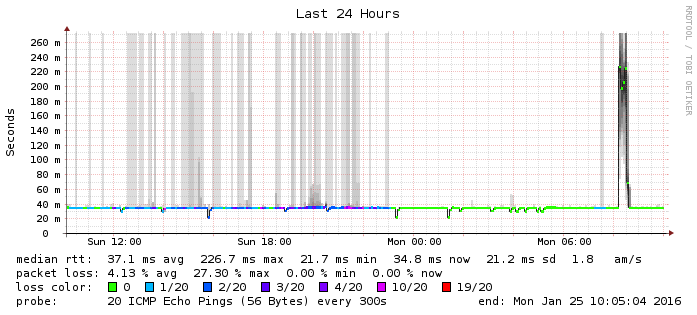 Last 24 Hours
RRDTOOL / TOBI OETIKER
Seconds
260 m
240 m
220 m
200 m
180 m
160 m
140 m
120 m
100 m
80 m
60 m
40 m
20 m
0
Sun 12:00 Sun 18:00 Mon 00:00 Mon 06:00
median rtt: 37.1 ms avg 226.7 ms max 21.7 ms min 34.8 ms now 21.2 ms sd 1.8 am/s
packet loss: 4.13 % avg 27.30 % max 0.00 % min 0.00 % now
loss color: 0 1/20 2/20 3/20 4/20 10/20 19/20
probe: 20 ICMP Echo Pings (56 Bytes) every 300s end: Mon Jan 25 10:05:04 2016